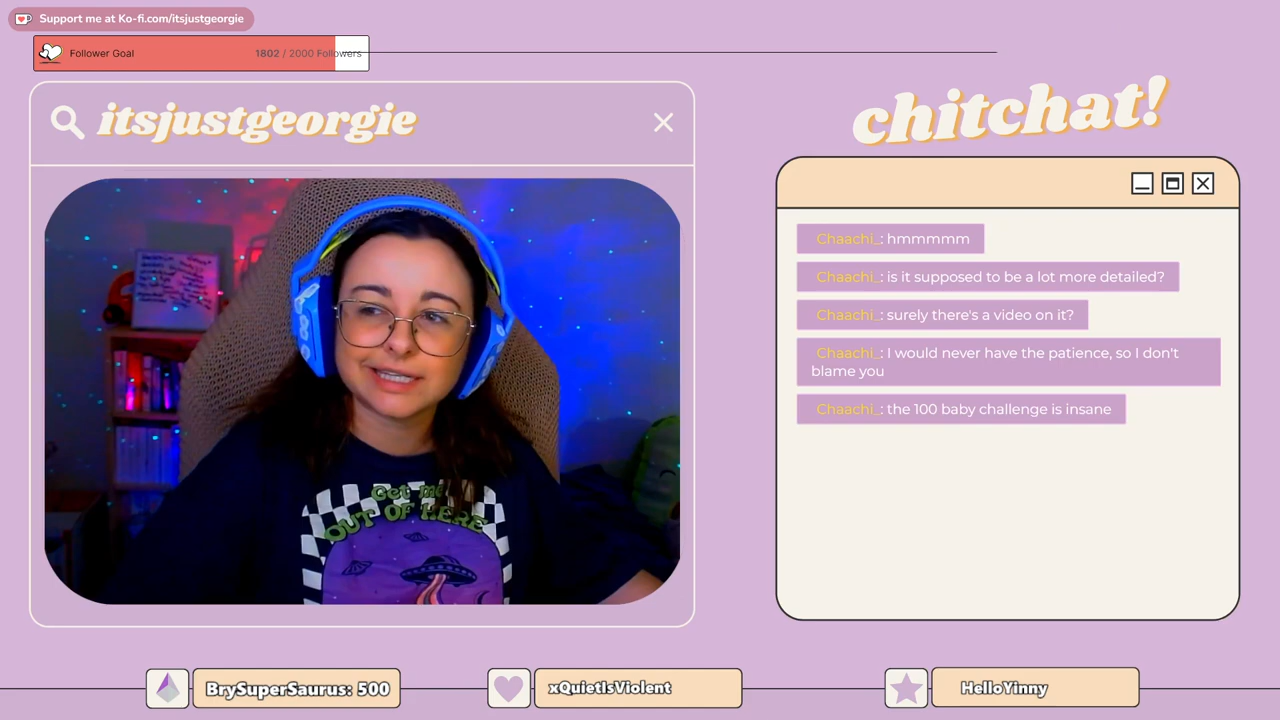 Support me at Ko-fi.com/itsjustgeorgie
Follower Goal 1802 / 2000 Followers
itsjustgeorgie
chitchat!
Chaachi_: hmmmmm
Chaachi_: is it supposed to be a lot more detailed?
Chaachi_: surely there's a video on it?
Chaachi_: I would never have the patience, so I don't
blame you
Chaachi_: the 100 baby challenge is insane
Get me
OUT OF HERE
BrySuperSaurus: 500
xQuietIsViolent
HelloVinny